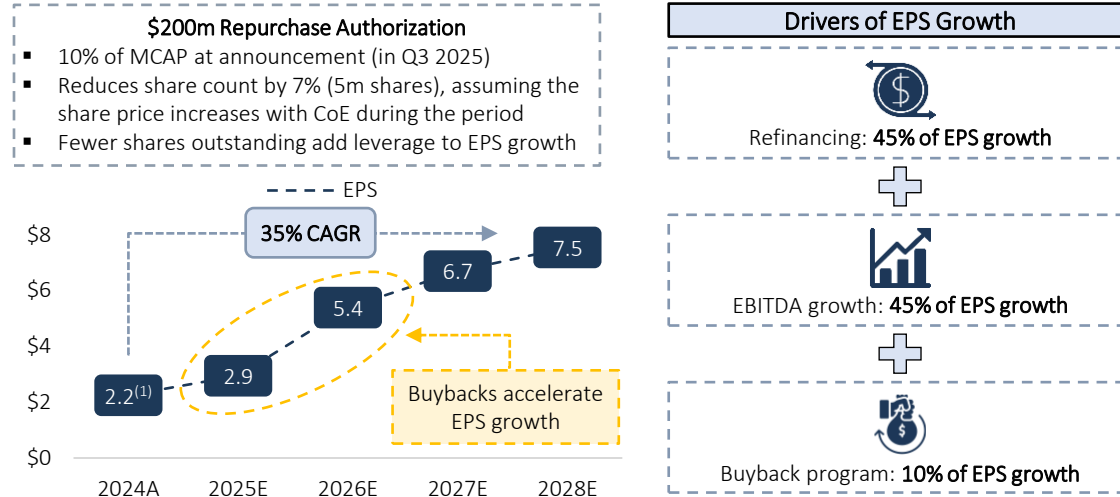 $200m Repurchase Authorization
▪ 10% of MCAP at announcement (in Q3 2025)
▪ Reduces share count by 7% (5m shares), assuming the
share price increases with CoE during the period
▪ Fewer shares outstanding add leverage to EPS growth
EPS
35% CAGR
$8
$6
$4
$2
$0
2.2(1)
2.9
5.4
6.7
7.5
Buybacks accelerate
EPS growth
2024A 2025E 2026E 2027E 2028E
Drivers of EPS Growth
$
Refinancing: 45% of EPS growth
EBITDA growth: 45% of EPS growth
$
Buyback program: 10% of EPS growth